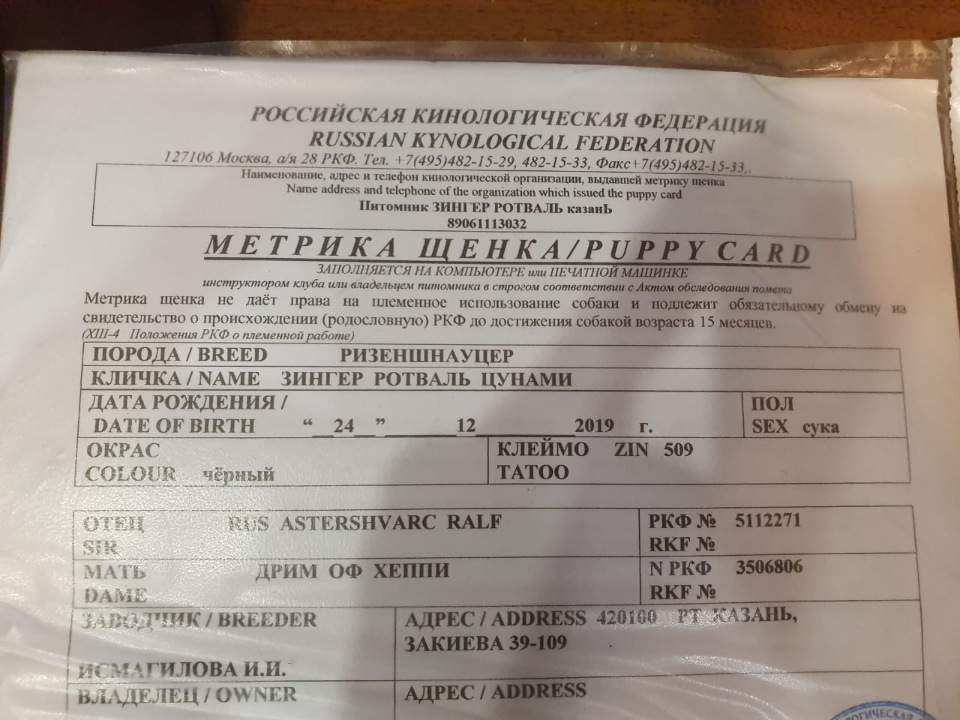 РОССИЙСКАЯ КИНОЛОГИЧЕСКАЯ ФЕДЕРАЦИЯ
RUSSIAN KYNOLOGICAL FEDERATION
127106 Москва, а/я 28 РКФ. Тел. +7(495)482-15-29, 482-15-33, Факс+7(495)482-15-33,.
Наименование, адрес и телефон кинологической организации, выдавшей метрику щенка
Name address and telephone of the organization which issued the puppy card
Питомник ЗИНГЕР РОТВАЛЬ казанЬ
89061113032
МЕТРИКА ЩЕНКА/PUPPY CARD
ЗАПОЛНЯЕТСЯ НА КОМПЬЮТЕРЕ или ПЕЧАТНОЙ МАШИНКЕ
инструктором клуба или владельцем питомника в строгом соответствии с Актом обследования помета
Метрика щенка не даёт права на племенное использование собаки и подлежит обязательному обмену на
свидетельство о происхождении (родословную) РКФ до достижения собакой возраста 15 месяцев.
(XIII-4 Положения РКФ о племенной работе)
ПОРОДА / BREED РИЗЕНШНАУЦЕР
КЛИЧКА / NAME ЗИНГЕР РОТВАЛЬ ЦУНАМИ
ДАТА РОЖДЕНИЯ /
DATE OF BIRTH “__24__”______12________2019 г.
ПОЛ
SEX сука
ОКРАС
COLOUR чёрный
КЛЕЙМО ZIN 509
TATOO
ОТЕЦ RUS ASTERSHVARC RALF
SIR
РКФ № 5112271
RKF №
МАТЬ ДРИМ ОФ ХЕППИ
DAME
N РКФ 3506806
RKF №
ЗАВОДЧИК / BREEDER
ИСМАГИЛОВА И.И.
АДРЕС / ADDRESS 420100 РТ КАЗАНЬ,
ЗАКИЕВА 39-109
ВЛАДЕЛЕЦ / OWNER
АДРЕС / ADDRESS